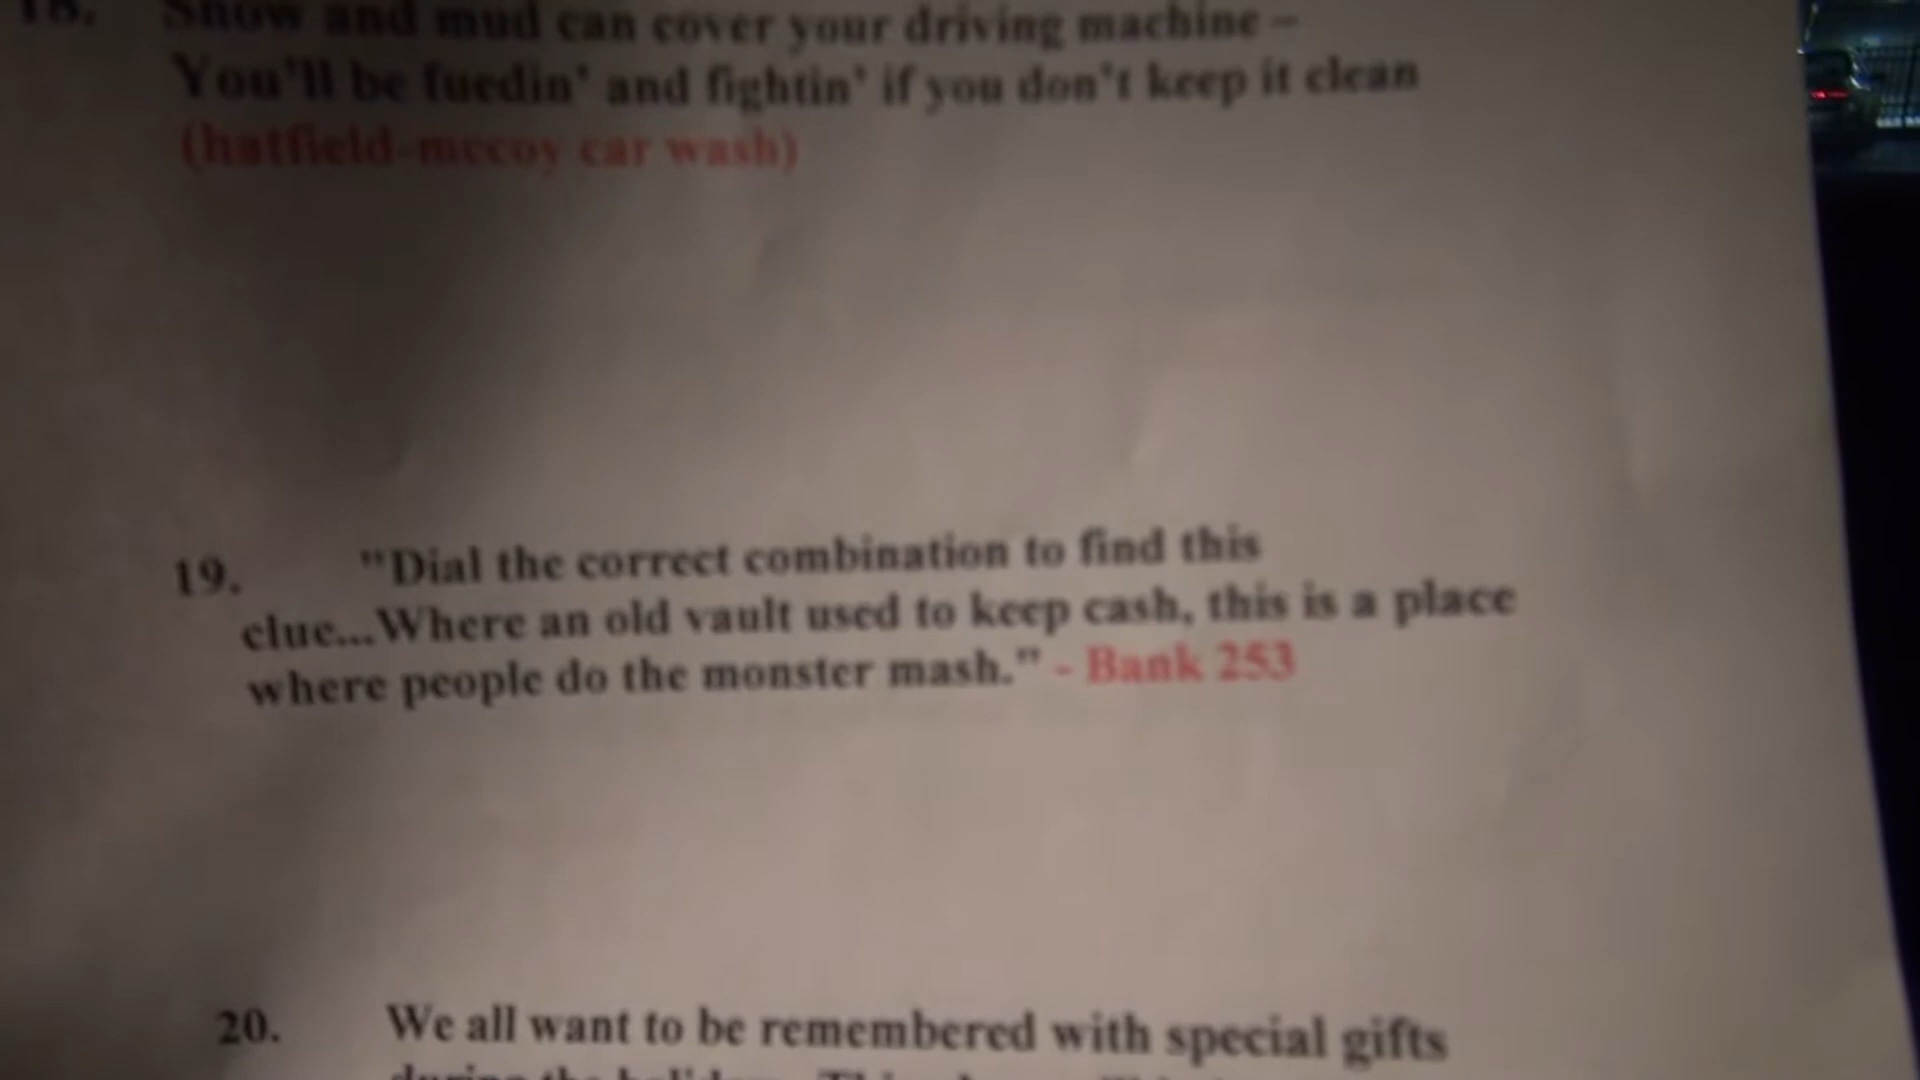 18. Snow and mud can cover your driving machine –
You'll be fuedin' and fightin' if you don't keep it clean
(hatfield-mccoy car wash)
19. "Dial the correct combination to find this
clue...Where an old vault used to keep cash, this is a place
where people do the monster mash." - Bank 253
20. We all want to be remembered with special gifts
during the